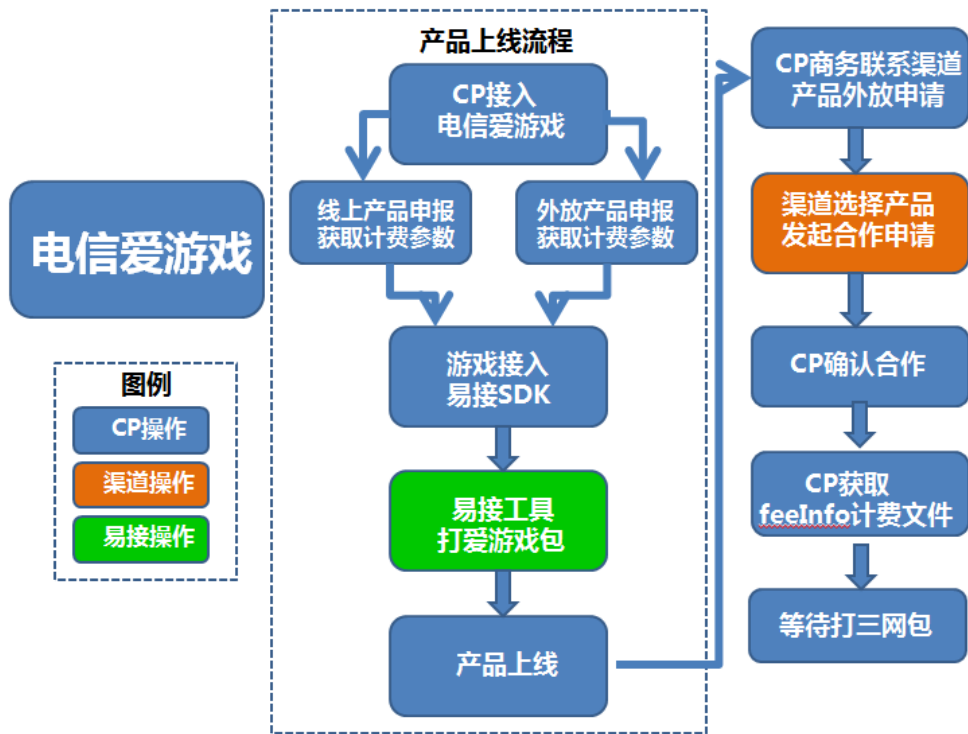 电信爱游戏
图例
CP操作
渠道操作
易接操作
产品上线流程
CP接入
电信爱游戏
线上产品申报
获取计费参数
外放产品申报
获取计费参数
游戏接入
易接SDK
易接工具
打爱游戏包
产品上线
CP商务联系渠道
产品外放申请
渠道选择产品
发起合作申请
CP确认合作
CP获取
feeInfo计费文件
等待打三网包